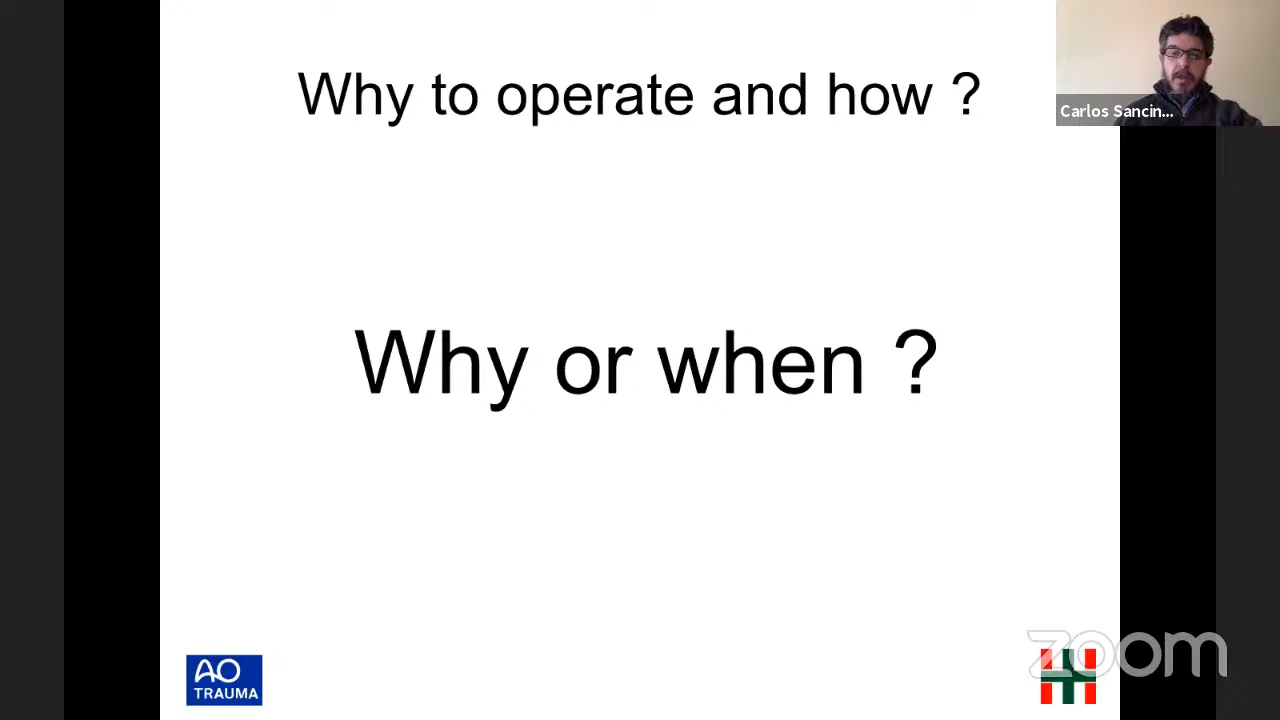 Why to operate and how ?
Carlos Sancin...
Why or when ?
AO
TRAUMA
zoom